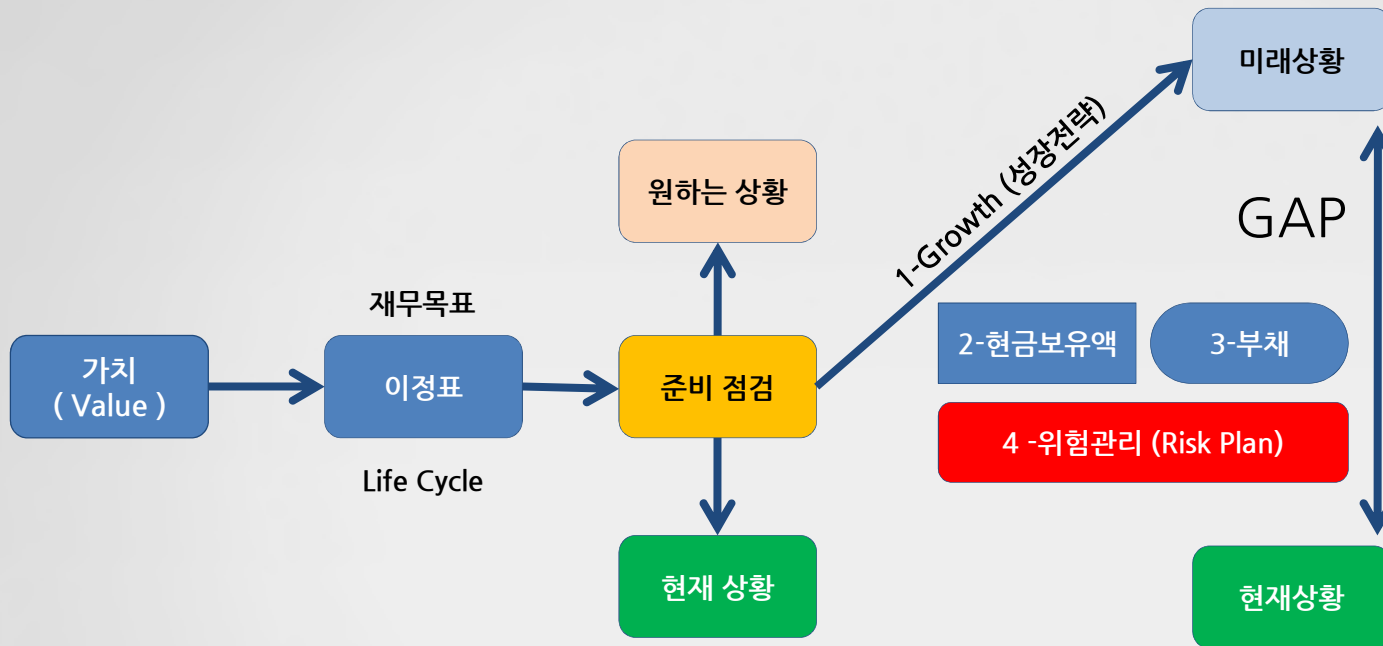 미래상황
1-Growth (성장전략)
원하는 상황
GAP
재무목표
가치
( Value )
이정표
준비 점검
2-현금보유액
3-부채
4 -위험관리 (Risk Plan)
Life Cycle
현재 상황
현재상황